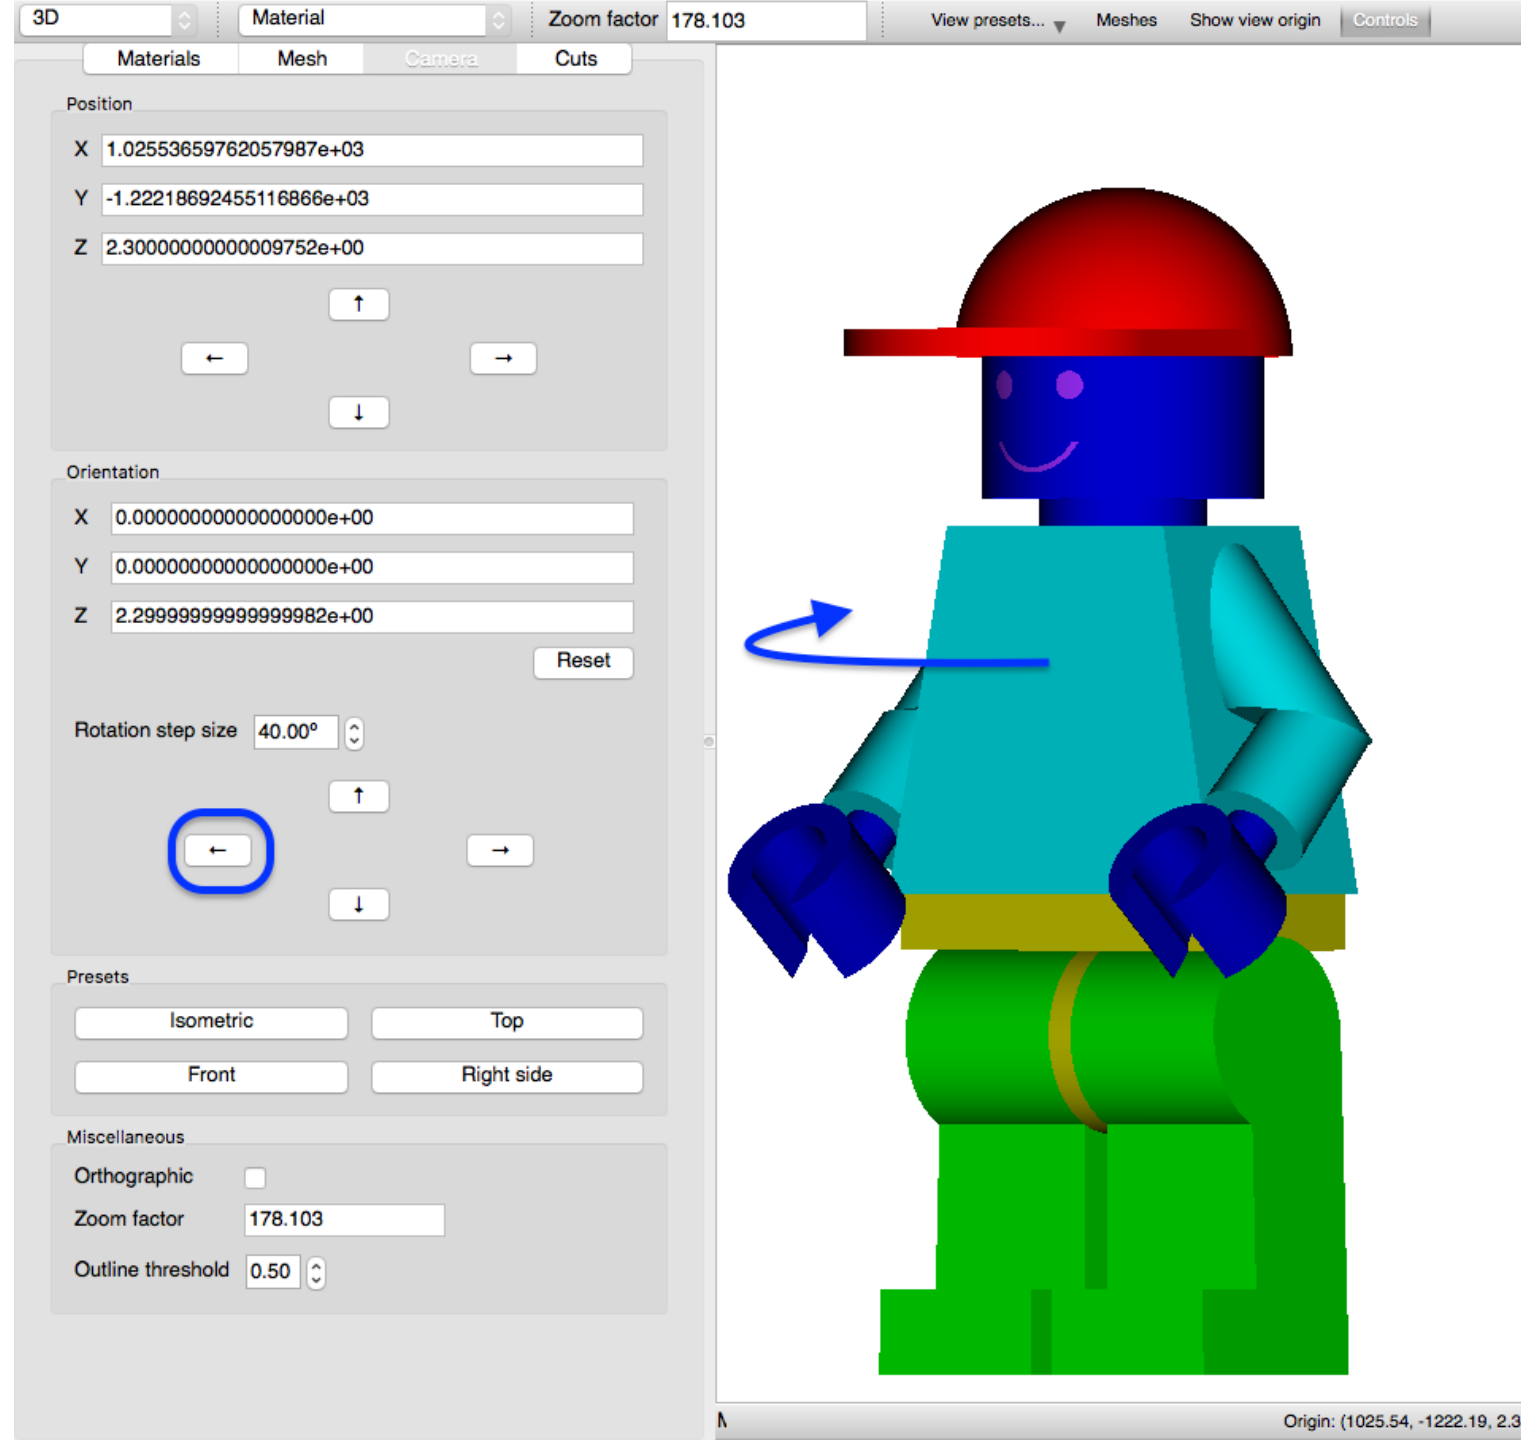 3D Material Zoom factor 178.103 View presets... Meshes Show view origin Controls
Materials Mesh Camera Cuts
Position
X 1.02553659762057987e+03
Y -1.22218692455116866e+03
Z 2.30000000000009752e+00
↑
← →
↓
Orientation
X 0.00000000000000000e+00
Y 0.00000000000000000e+00
Z 2.29999999999999982e+00
Reset
Rotation step size 40.00º
↑
← →
↓
Presets
Isometric Top
Front Right side
Miscellaneous
Orthographic
Zoom factor 178.103
Outline threshold 0.50
Origin: (1025.54, -1222.19, 2.3